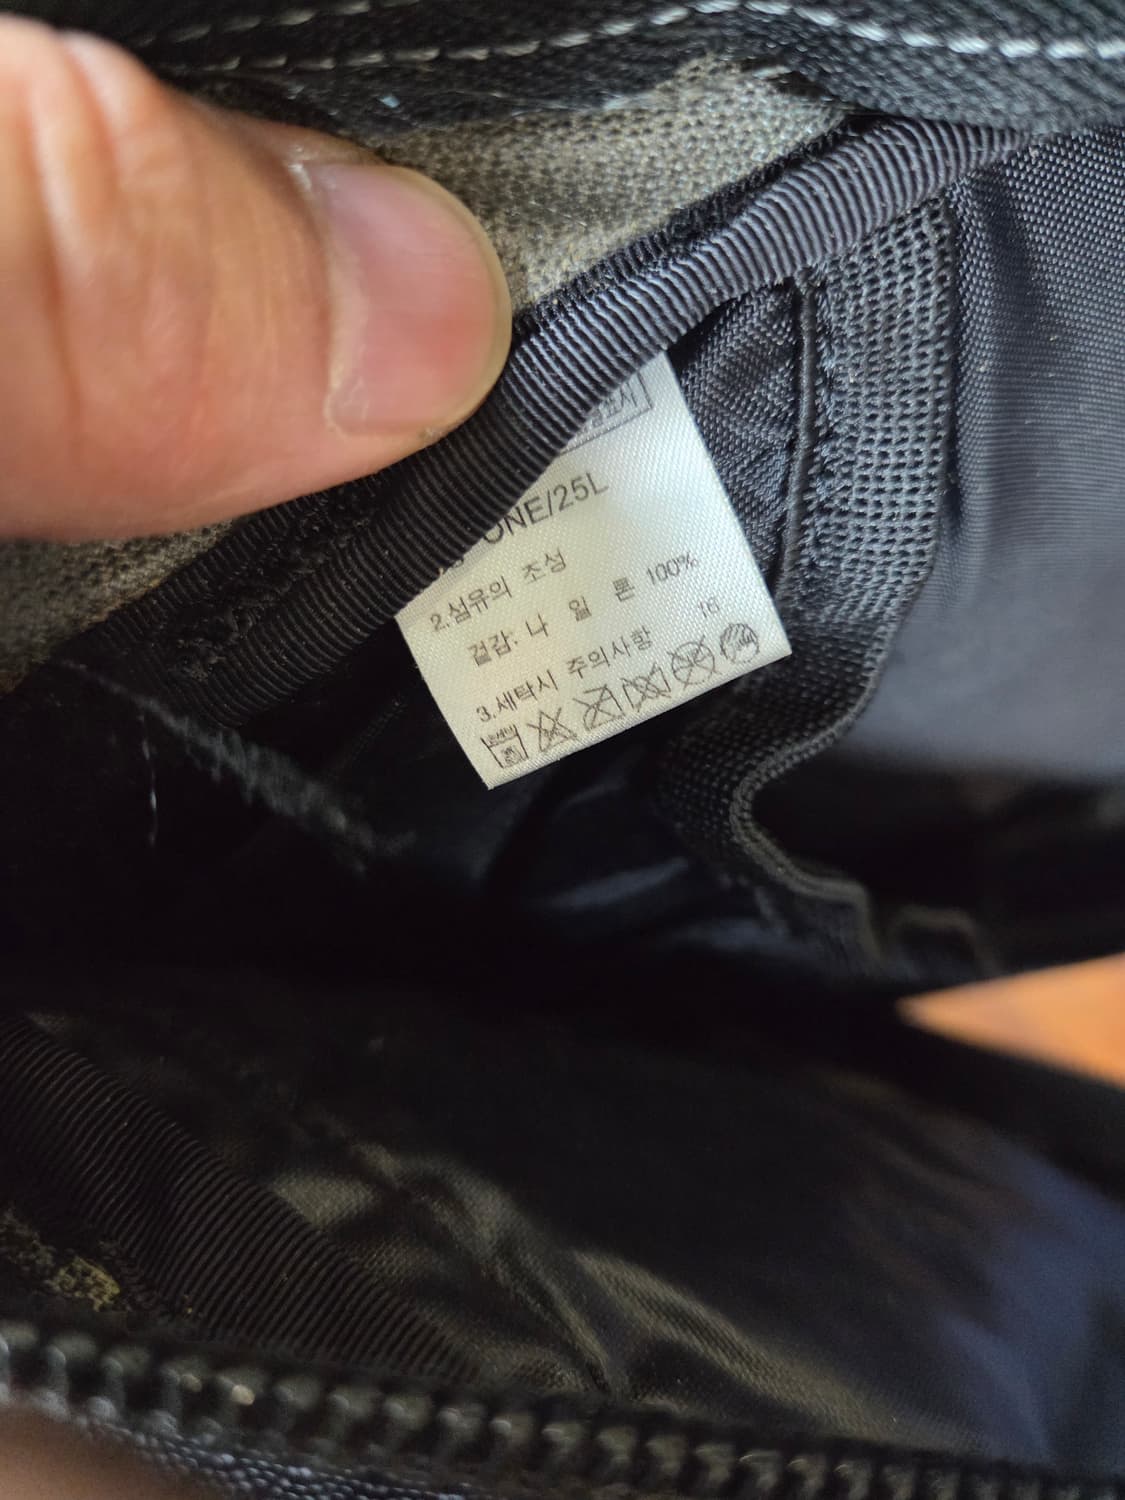 ONE/25L
2.섬유의 조성
겉감: 나 일 론 100%
3.세탁시 주의사항 16